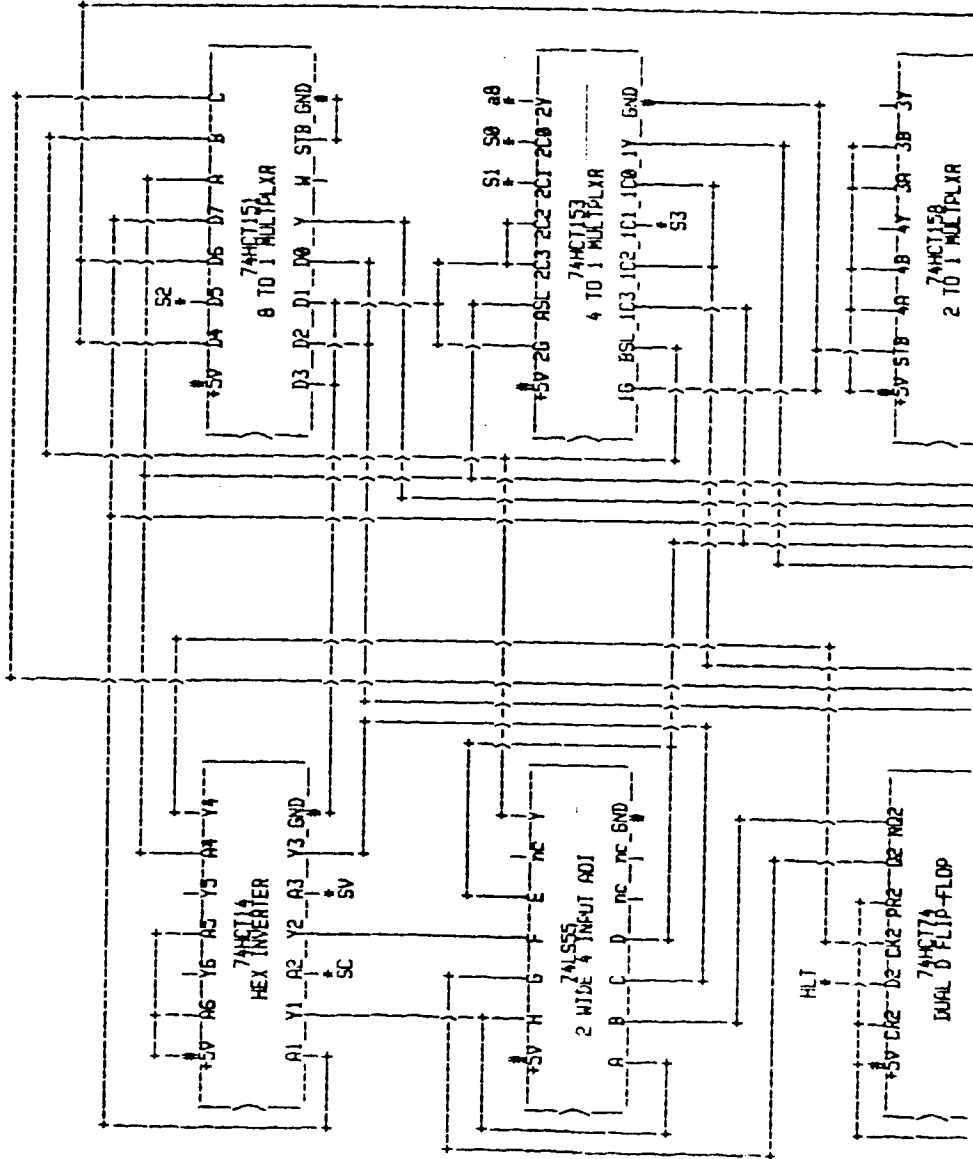 +5V D4 D5 D6 D7 A B C
S2
74HCT151
8 TO 1 MULTPLXR
D3 D2 D1 D0 Y W STB GND
S1 S0 a8
+5V 2G ASL 2C3 2C2 2C1 2C0 2Y
74HCT153
4 TO 1 MULTPLXR
1G BSL 1C3 1C2 1C1 1C0 1Y GND
S3
+5V STB 4A 4B 4Y 3A 3B 3Y
74HCT158
2 TO 1 MULTPLXR
+5V A6 Y6 A5 Y5 A4 Y4
74HCT14
HEX INVERTER
A1 Y1 A2 Y2 A3 Y3 GND
SC SV
+5V H G F E nc Y
74LS55
2 WIDE 4 INPUT AOI
A B C D nc nc GND
HLT
+5V CR2 D2 CK2 PR2 Q2 NQ2
74HCT74
DUAL D FLIP-FLOP